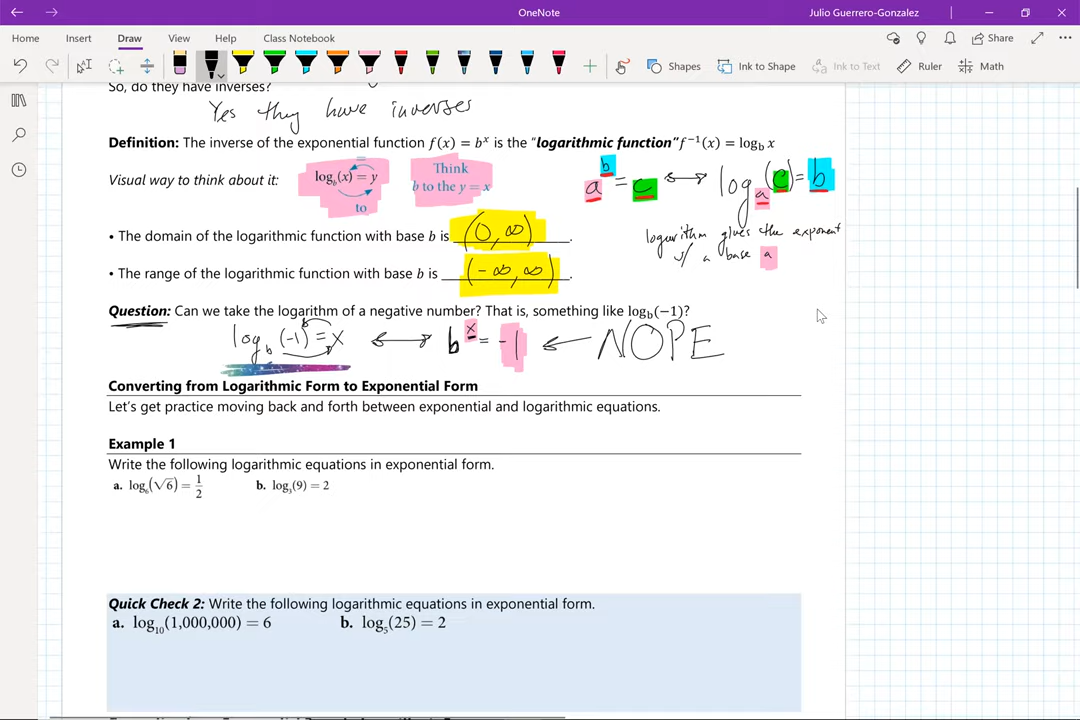 OneNote
Julio Guerrero-Gonzalez
Home Insert Draw View Help Class Notebook
Share
Shapes Ink to Shape Ink to Text Ruler Math
So, do they have inverses?
Yes they have inverses
Definition: The inverse of the exponential function f(x) = bˣ is the "logarithmic function" f⁻¹(x) = log_b x
Visual way to think about it:
=
log_b(x) = y
to
Think
b to the y = x
a^b = c ⟷ log_a(c) = b
• The domain of the logarithmic function with base b is (0, ∞).
logarithm gives the exponent
w/ a base a
• The range of the logarithmic function with base b is (-∞, ∞).
Question: Can we take the logarithm of a negative number? That is, something like log_b(−1)?
log_b(-1) = x ⟷ b^x = -1 ← NOPE
Converting from Logarithmic Form to Exponential Form
Let's get practice moving back and forth between exponential and logarithmic equations.
Example 1
Write the following logarithmic equations in exponential form.
a. log₆(√6) = 1/2 b. log₃(9) = 2
Quick Check 2: Write the following logarithmic equations in exponential form.
a. log₁₀(1,000,000) = 6 b. log₅(25) = 2